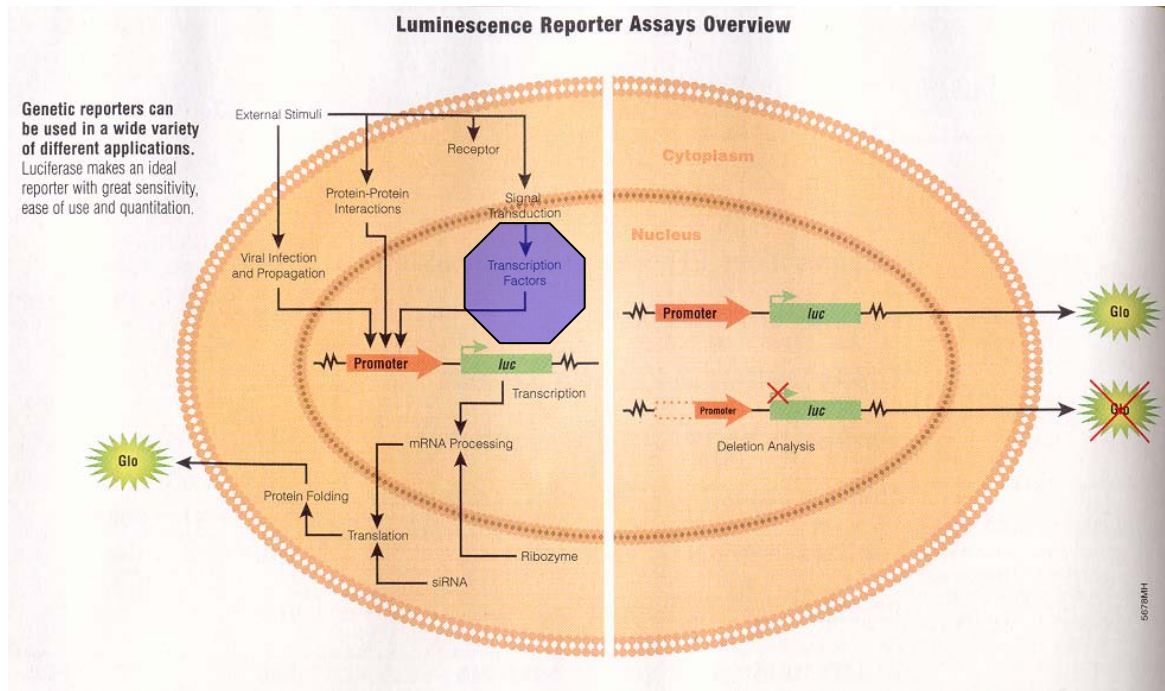 Luminescence Reporter Assays Overview
Genetic reporters can
be used in a wide variety
of different applications.
Luciferase makes an ideal
reporter with great sensitivity,
ease of use and quantitation.
External Stimuli
Receptor
Protein-Protein
Interactions
Signal
Transduction
Viral Infection
and Propagation
Transcription
Factors
Promoter
luc
Transcription
mRNA Processing
Glo
Protein Folding
Translation
Ribozyme
siRNA
Cytoplasm
Nucleus
Promoter
luc
Glo
Promoter
luc
Glo
Deletion Analysis
5678MH